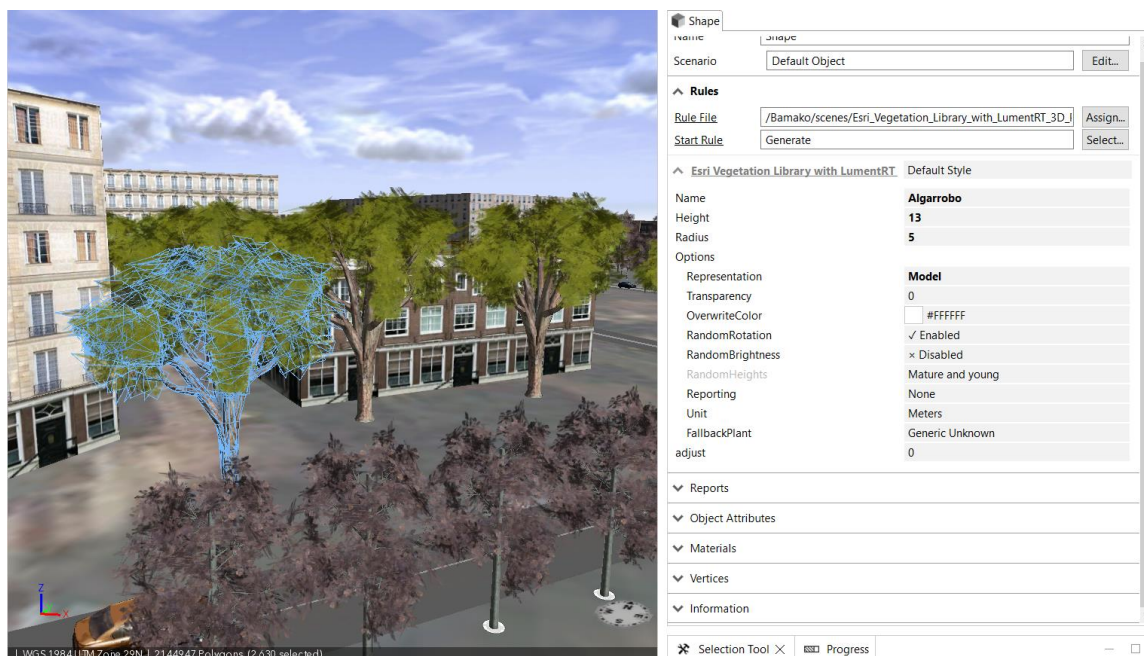 Shape
Name Shape
Scenario Default Object Edit...
Rules
Rule File /Bamako/scenes/Esri_Vegetation_Library_with_LumentRT_3D_ Assign...
Start Rule Generate Select...
Esri Vegetation Library with LumentRT Default Style
Name Algarrobo
Height 13
Radius 5
Options
Representation Model
Transparency 0
OverwriteColor #FFFFFF
RandomRotation ✓ Enabled
RandomBrightness × Disabled
RandomHeights Mature and young
Reporting None
Unit Meters
FallbackPlant Generic Unknown
adjust 0
Reports
Object Attributes
Materials
Vertices
Information
Z
X
WGS 1984 UTM Zone 29N | 2144947 Polygons (2,630 selected)
Selection Tool Progress